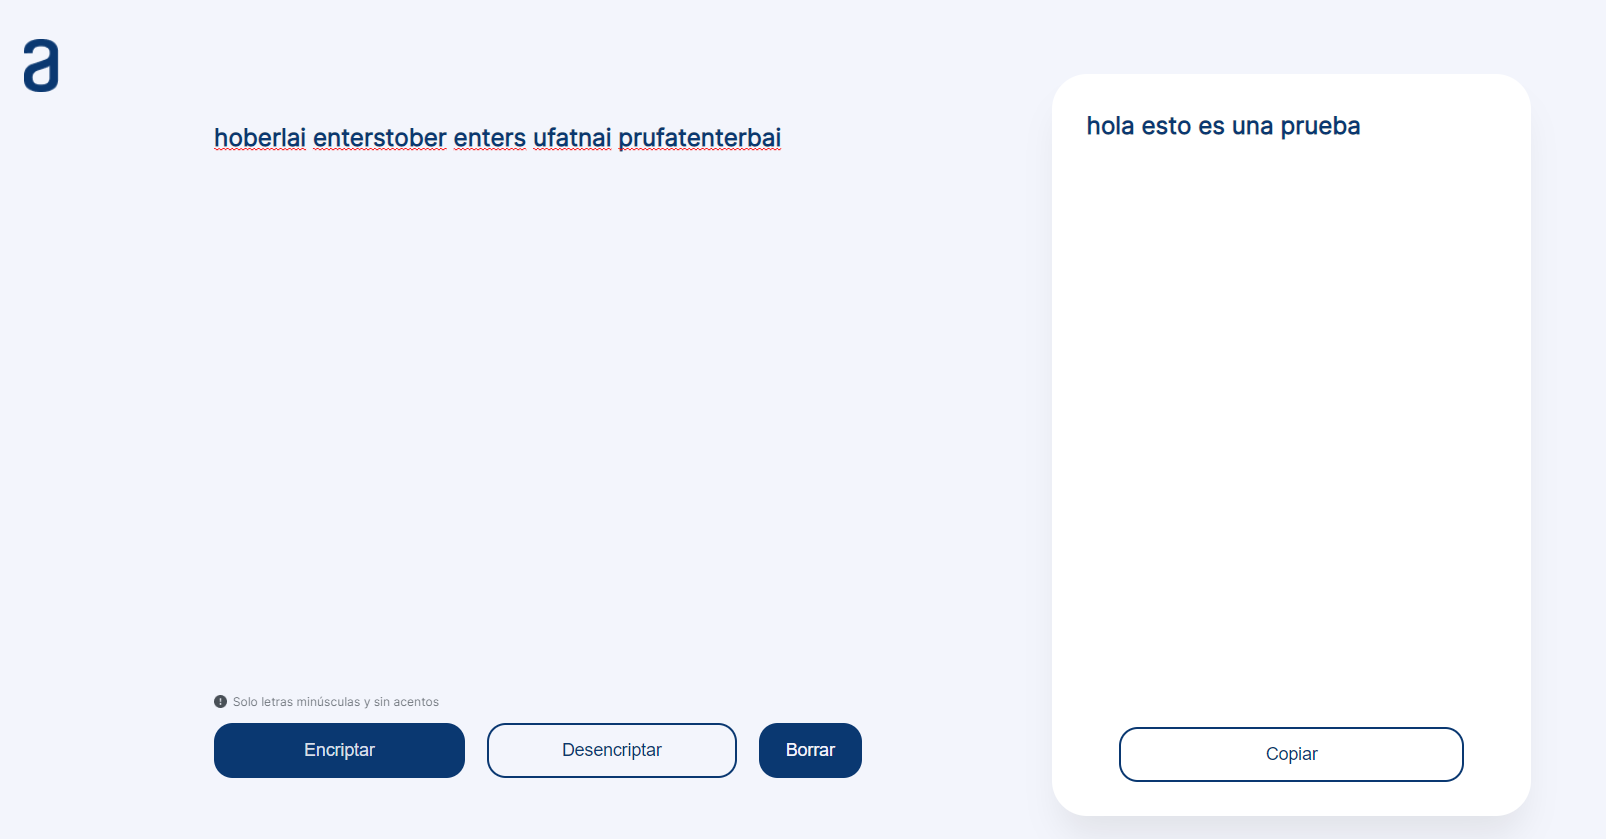 a
hoberlai enterstober enters ufatnai prufatenterbai
hola esto es una prueba
Solo letras minúsculas y sin acentos
Encriptar
Desencriptar
Borrar
Copiar